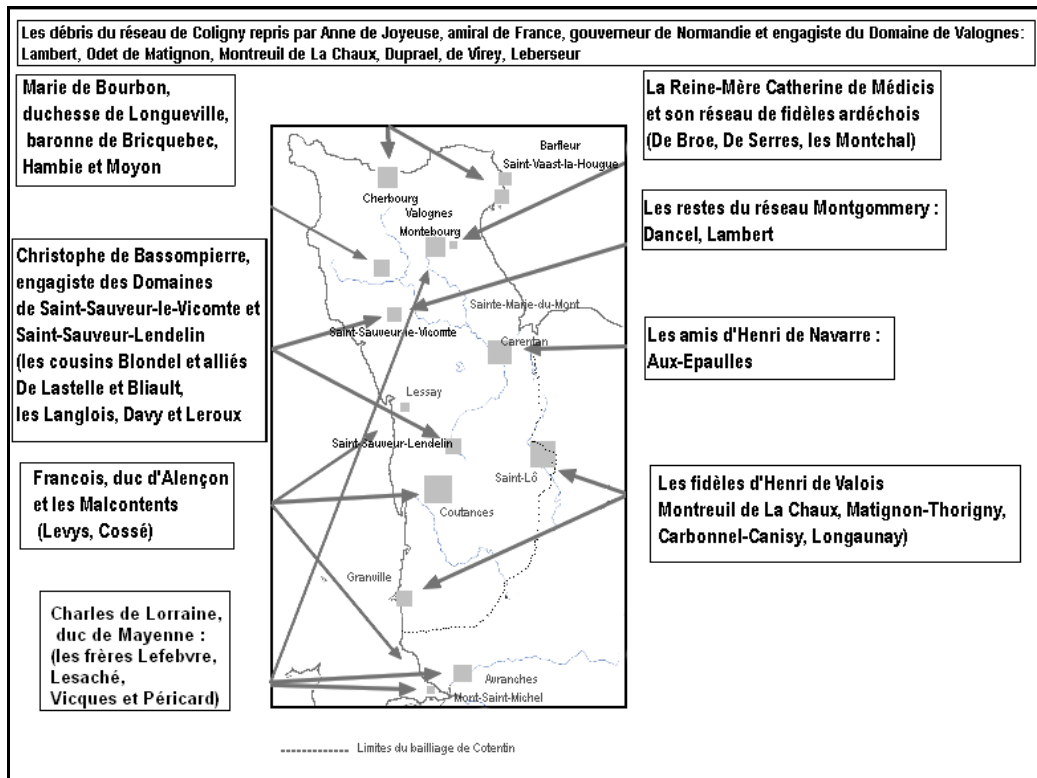 Les débris du réseau de Coligny repris par Anne de Joyeuse, amiral de France, gouverneur de Normandie et engagiste du Domaine de Valognes:
Lambert, Odet de Matignon, Montreuil de La Chaux, Duprael, de Virey, Leberseur
Marie de Bourbon,
duchesse de Longueville,
baronne de Bricquebec,
Hambie et Moyon
La Reine-Mère Catherine de Médicis
et son réseau de fidèles ardéchois
(De Broe, De Serres, les Montchal)
Les restes du réseau Montgommery :
Dancel, Lambert
Christophe de Bassompierre,
engagiste des Domaines
de Saint-Sauveur-le-Vicomte et
Saint-Sauveur-Lendelin
(les cousins Blondel et alliés
De Lastelle et Bliault,
les Langlois, Davy et Leroux
Les amis d'Henri de Navarre :
Aux-Epaulles
Francois, duc d'Alençon
et les Malcontents
(Levys, Cossé)
Les fidèles d'Henri de Valois
Montreuil de La Chaux, Matignon-Thorigny,
Carbonnel-Canisy, Longaunay)
Charles de Lorraine,
duc de Mayenne :
(les frères Lefebvre,
Lesaché,
Vicques et Péricard)
Barfleur
Saint-Vaast-la-Hougue
Cherbourg
Valognes
Montebourg
Sainte-Marie-du-Mont
Saint-Sauveur-le-Vicomte
Carentan
Lessay
Saint-Sauveur-Lendelin
Saint-Lô
Coutances
Granville
Avranches
Mont-Saint-Michel
Limites du bailliage de Cotentin